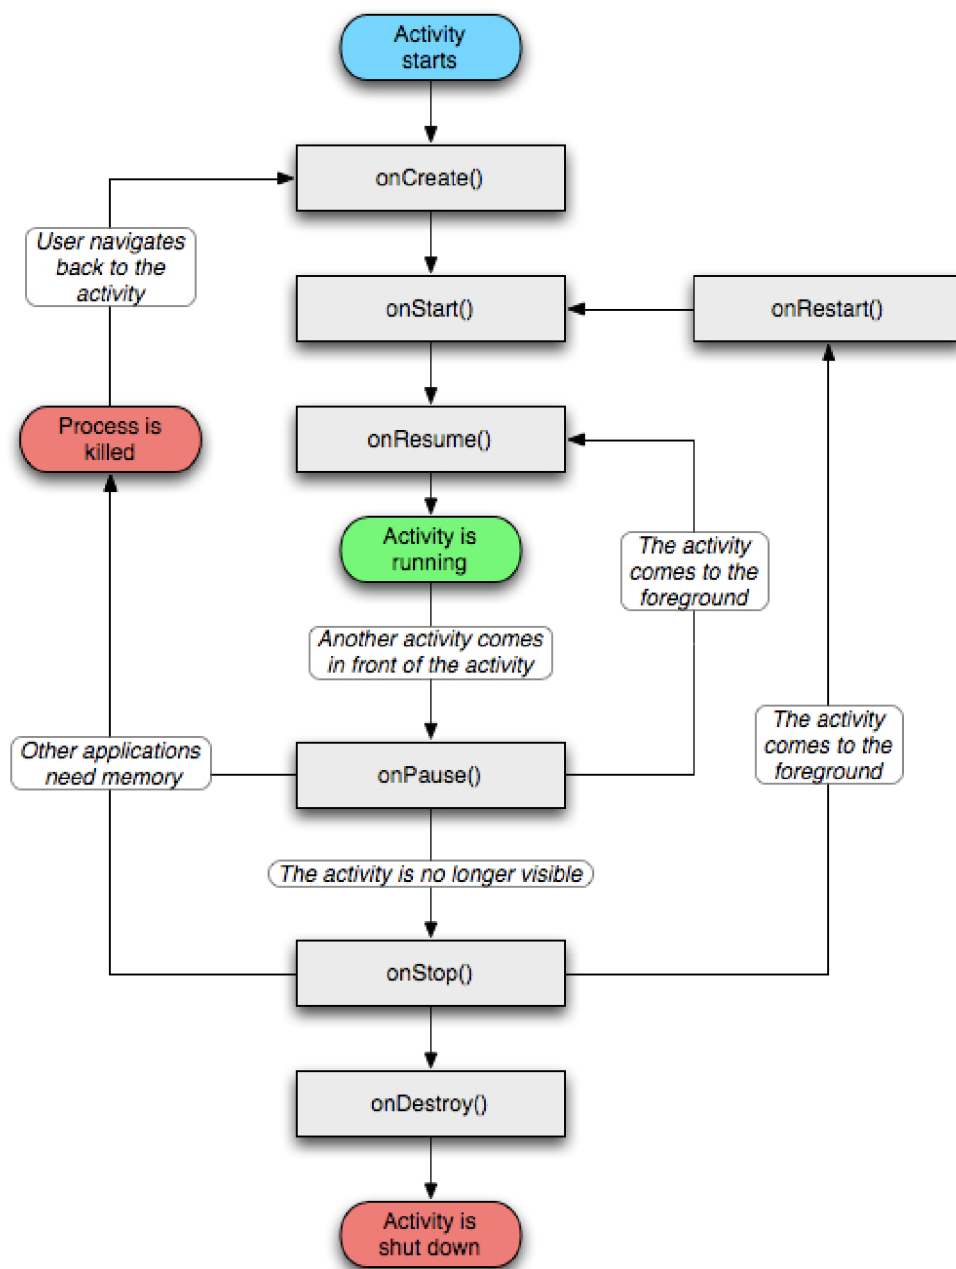 Activity
starts
onCreate()
User navigates
back to the
activity
onStart()
onRestart()
Process is
killed
onResume()
Activity is
running
The activity
comes to the
foreground
Another activity comes
in front of the activity
The activity
comes to the
foreground
Other applications
need memory
onPause()
The activity is no longer visible
onStop()
onDestroy()
Activity is
shut down